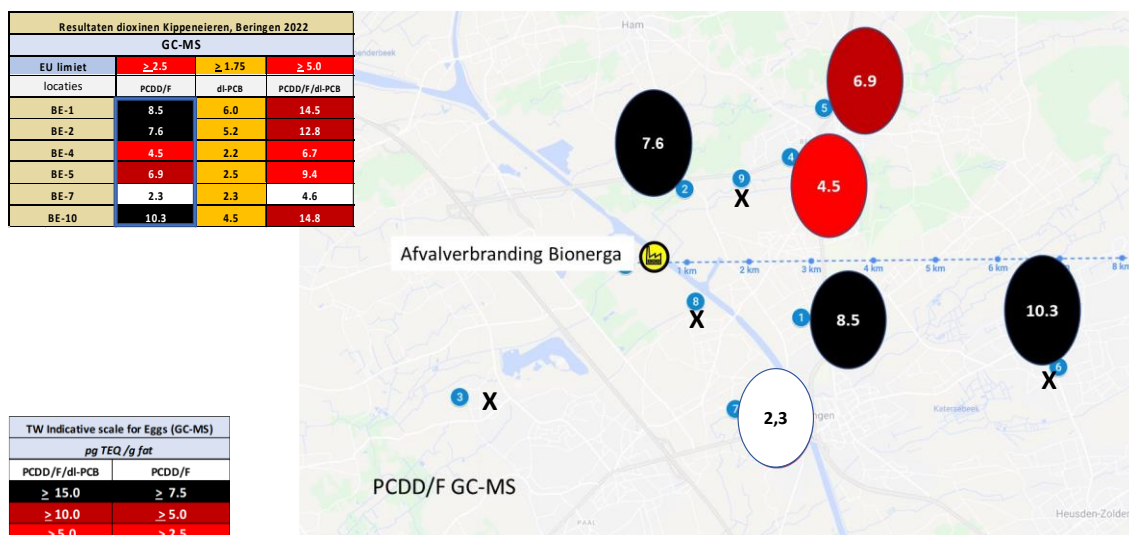 Resultaten dioxinen Kippeneieren, Beringen 2022
GC-MS
EU limiet ≥2.5 ≥ 1.75 ≥ 5.0
locaties PCDD/F dl-PCB PCDD/F/dl-PCB
BE-1 8.5 6.0 14.5
BE-2 7.6 5.2 12.8
BE-4 4.5 2.2 6.7
BE-5 6.9 2.5 9.4
BE-7 2.3 2.3 4.6
BE-10 10.3 4.5 14.8
Ham
6.9
5
7.6
4
4.5
9
2
X
Afvalverbranding Bionerga
1 km 2 km 3 km 4 km 5 km 6 km 8 km
8
X
1
8.5
10.3
6
X
3
X
7
2,3
Kateraebeek
PCDD/F GC-MS
PAAL
Heusden-Zolder
TW Indicative scale for Eggs (GC-MS)
pg TEQ /g fat
PCDD/F/dl-PCB PCDD/F
≥ 15.0 ≥ 7.5
≥10.0 ≥5.0
≥5.0 ≥2.5